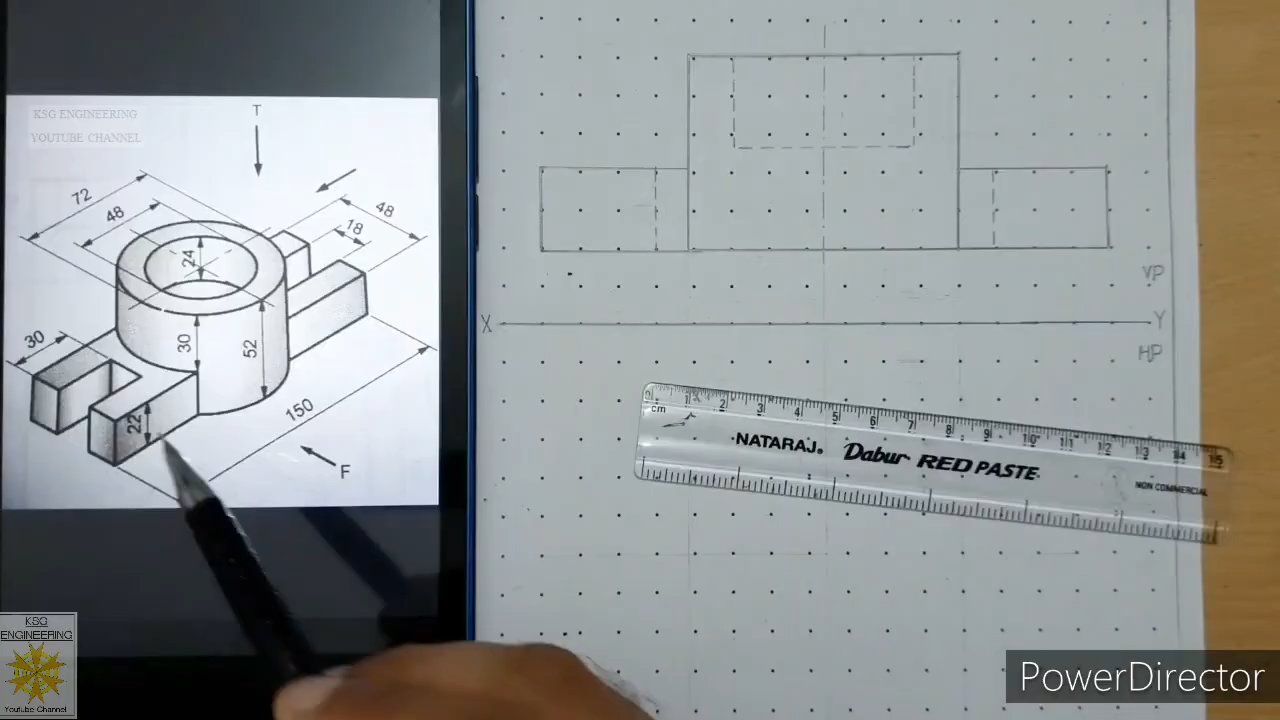 KSG ENGINEERING
YOUTUBE CHANNEL
T
72
48
48
18
24
30
30
52
22
150
F
VP
X
Y
HP
0 1 2 3 4 5 6 7 8 9 10 11 12 13 14 15
cm
NATARAJ. Dabur RED PASTE
NON COMMERCIAL
KSG
ENGINEERING
Youtube Channel
PowerDirector